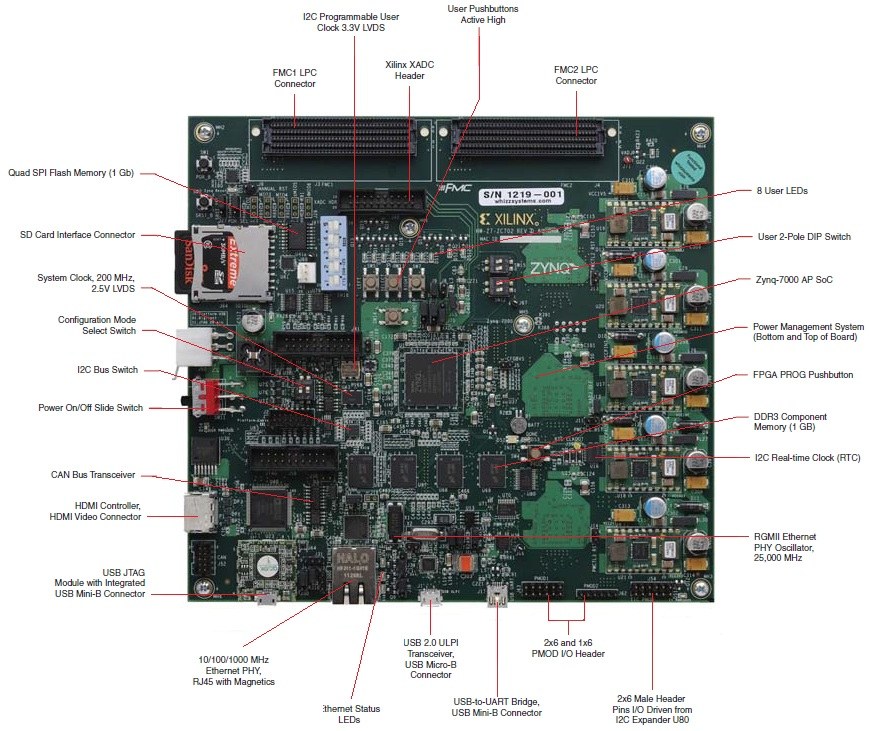 I2C Programmable User
Clock 3.3V LVDS
User Pushbuttons
Active High
FMC1 LPC
Connector
Xilinx XADC
Header
FMC2 LPC
Connector
Quad SPI Flash Memory (1 Gb)
SD Card Interface Connector
System Clock, 200 MHz,
2.5V LVDS
Configuration Mode
Select Switch
I2C Bus Switch
Power On/Off Slide Switch
CAN Bus Transceiver
HDMI Controller,
HDMI Video Connector
USB JTAG
Module with Integrated
USB Mini-B Connector
8 User LEDs
User 2-Pole DIP Switch
Zynq-7000 AP SoC
Power Management System
(Bottom and Top of Board)
FPGA PROG Pushbutton
DDR3 Component
Memory (1 GB)
I2C Real-time Clock (RTC)
RGMII Ethernet
PHY Oscillator,
25,000 MHz
10/100/1000 MHz
Ethernet PHY,
RJ45 with Magnetics
Ethernet Status
LEDs
USB 2.0 ULPI
Transceiver,
USB Micro-B
Connector
USB-to-UART Bridge,
USB Mini-B Connector
2x6 and 1x6
PMOD I/O Header
2x6 Male Header
Pins I/O Driven from
I2C Expander U80
FMC
S/N 1219-001
whizzsystems.com
XILINX
ZYNQ
SanDisk
Extreme
HALO
PMOD1
PMOD2
CAN